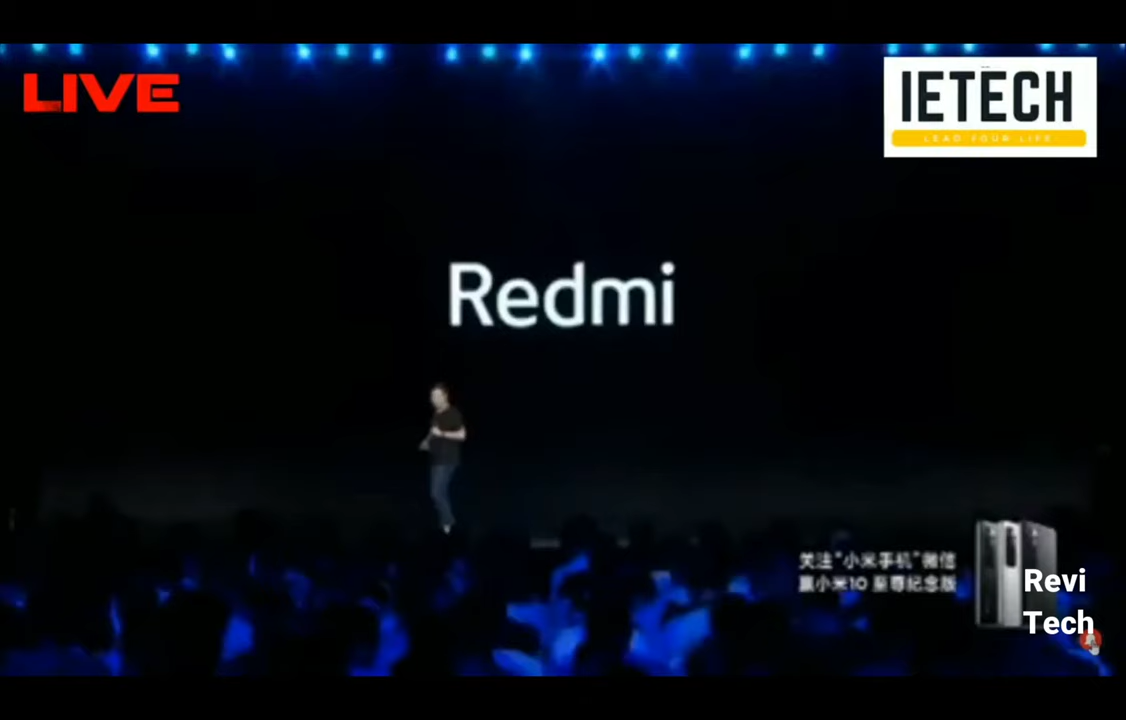 LIVE
IETECH
LEAD YOUR LIFE
Redmi
关注"小米手机"微信
赢小米10 至尊纪念版
Revi
Tech